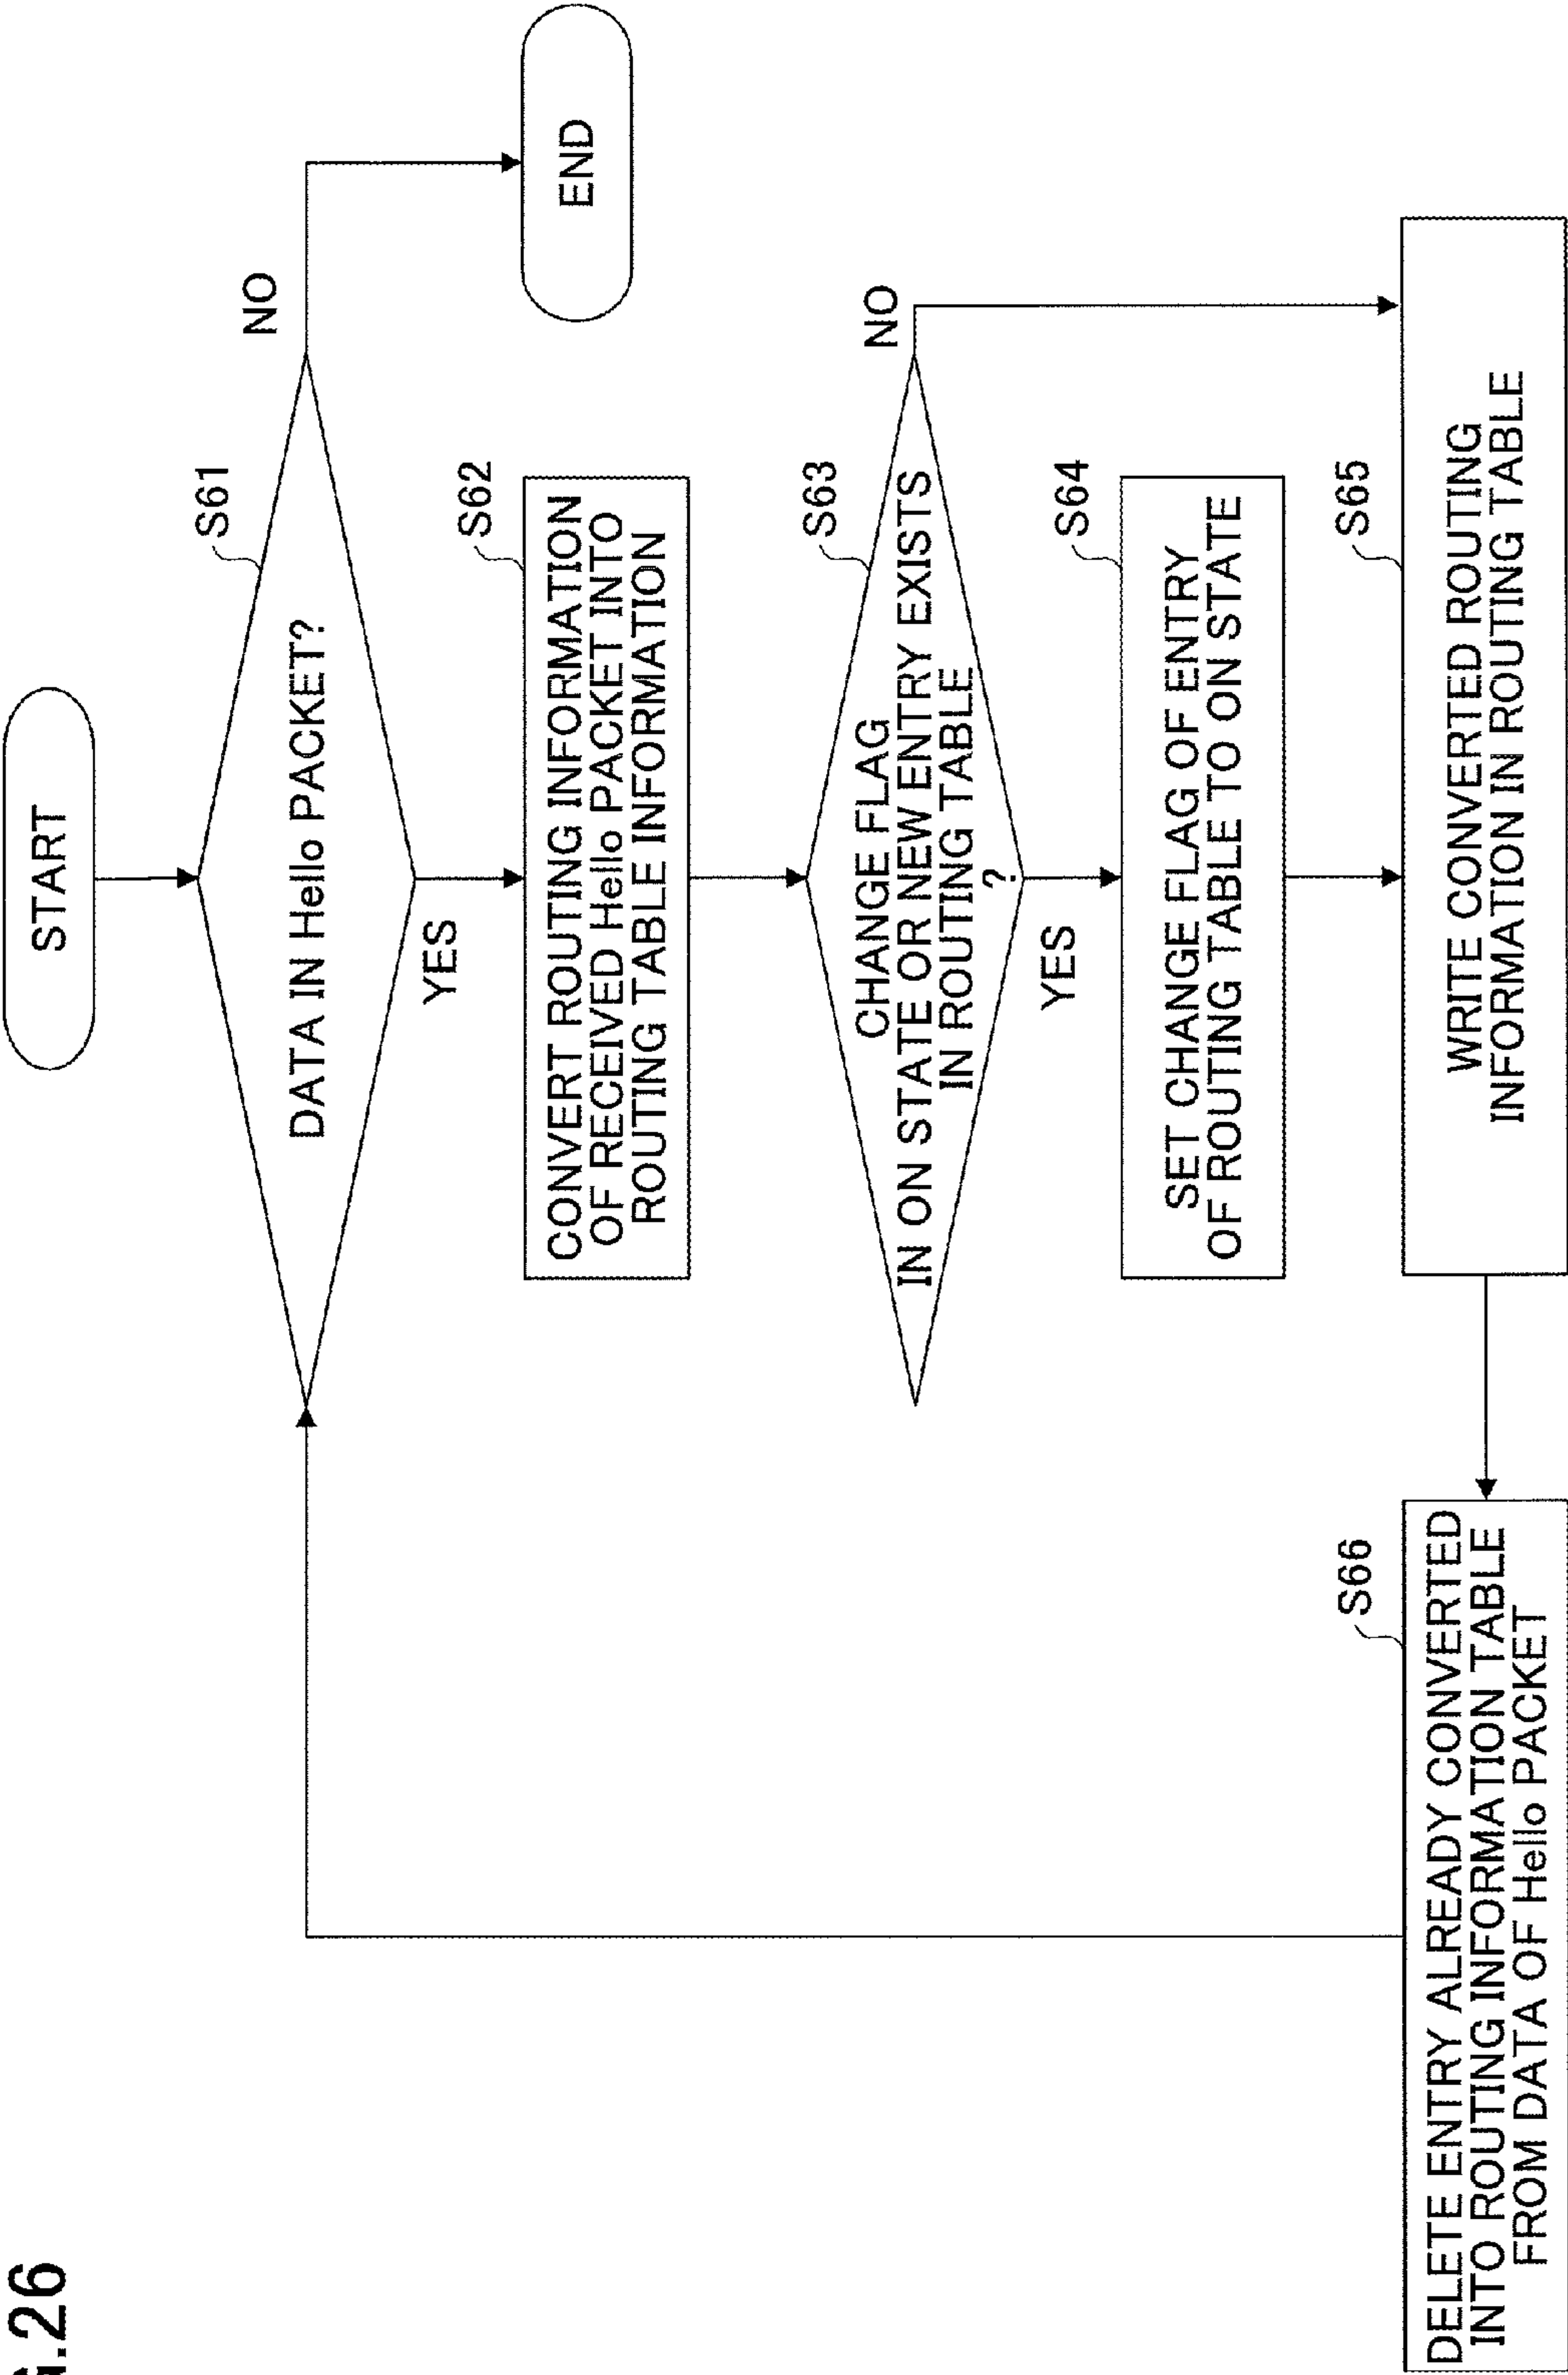 G.26
START
S61
DATA IN Hello PACKET?
NO
END
YES
S62
CONVERT ROUTING INFORMATION
OF RECEIVED Hello PACKET INTO
ROUTING TABLE INFORMATION
S63
CHANGE FLAG
IN ON STATE OR NEW ENTRY EXISTS
IN ROUTING TABLE
?
NO
YES
S64
SET CHANGE FLAG OF ENTRY
OF ROUTING TABLE TO ON STATE
S65
WRITE CONVERTED ROUTING
INFORMATION IN ROUTING TABLE
S66
DELETE ENTRY ALREADY CONVERTED
INTO ROUTING INFORMATION TABLE
FROM DATA OF Hello PACKET